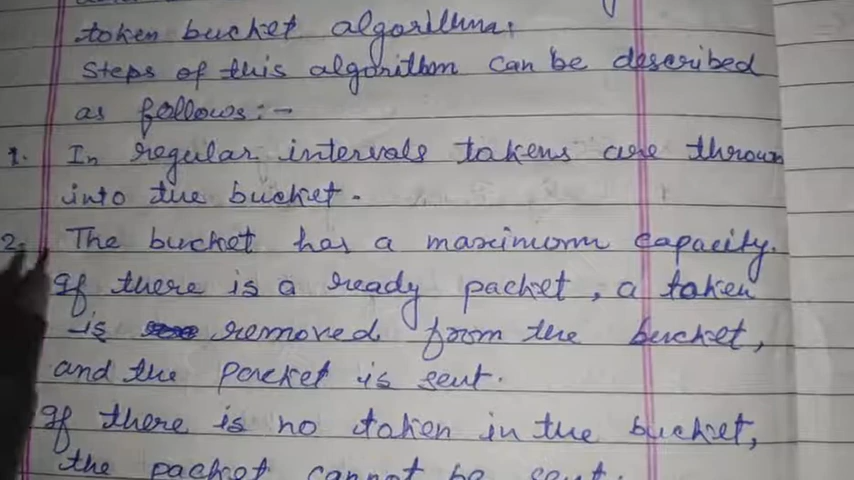 token bucket algorithm.
Steps of this algorithm can be described
as follows:-
1. In regular intervals tokens are thrown
into the bucket.
2. The bucket has a maximum capacity.
If there is a ready packet, a token
is removed from the bucket,
and the packet is sent.
If there is no token in the bucket,
the packet cannot be sent.